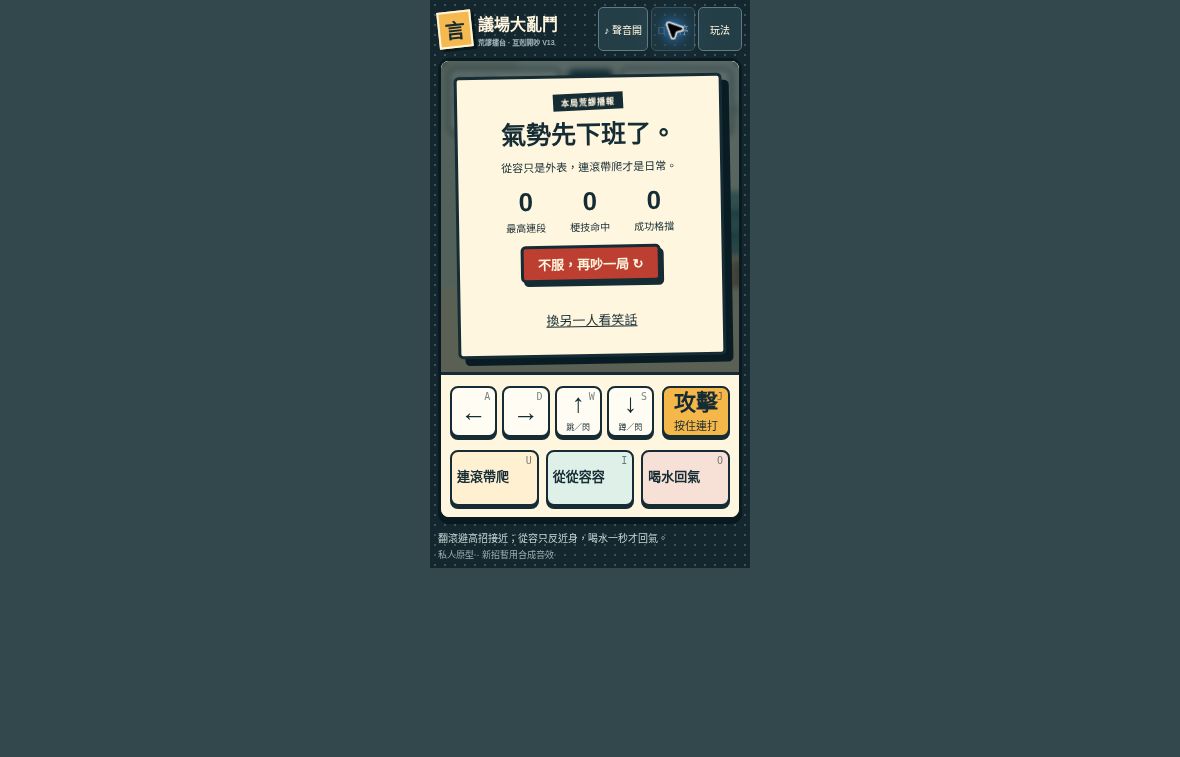 言
議場大亂鬥
荒謬擂台 · 互剋開吵 V13
♪ 聲音開
玩法
本局荒謬播報
氣勢先下班了。
從容只是外表，連滾帶爬才是日常。
0 0 0
最高連段 梗技命中 成功格擋
不服，再吵一局 ↻
換另一人看笑話
A
←
D
→
W
↑
跳／閃
S
↓
蹲／閃
J
攻擊
按住連打
U
連滾帶爬
I
從從容容
O
喝水回氣
翻滾避高招接近；從容只反近身，喝水一秒才回氣。
私人原型 · 新招暫用合成音效